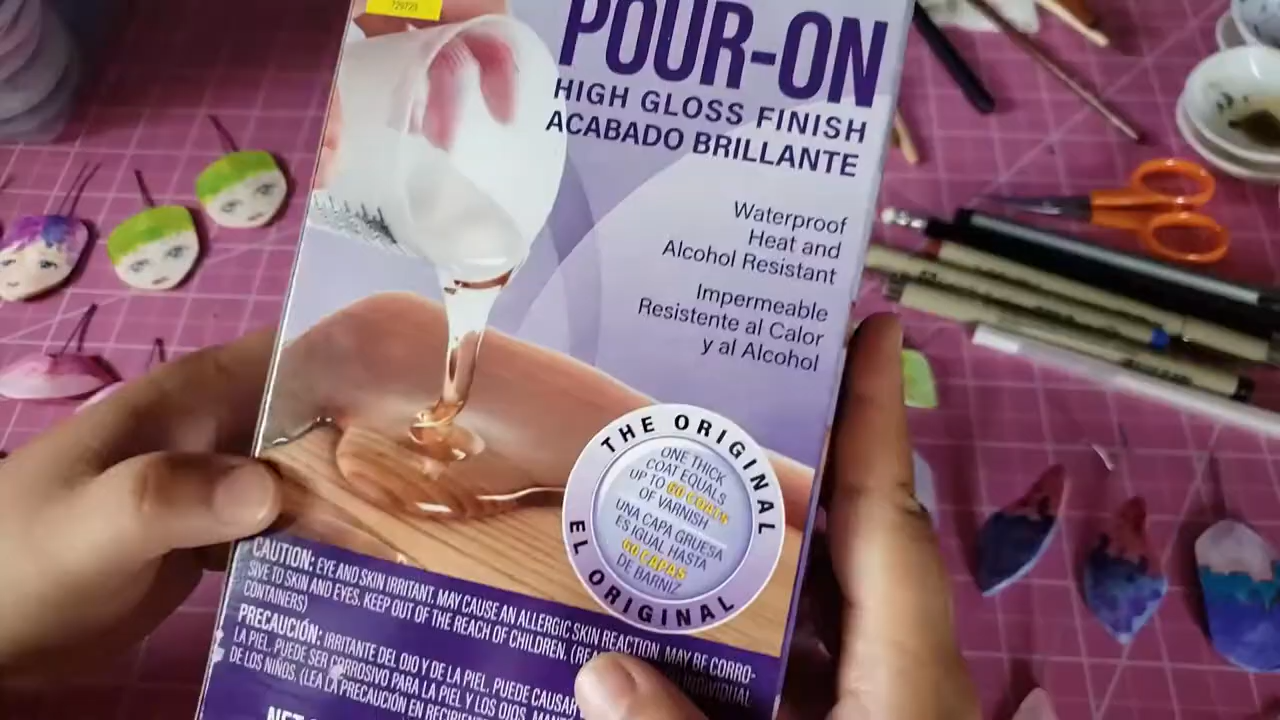 729723
POUR-ON
HIGH GLOSS FINISH
ACABADO BRILLANTE
Waterproof
Heat and
Alcohol Resistant
Impermeable
Resistente al Calor
y al Alcohol
THE ORIGINAL
ONE THICK
COAT EQUALS
UP TO 60 COATS
OF VARNISH
UNA CAPA GRUESA
ES IGUAL HASTA
60 CAPAS
DE BARNIZ
EL ORIGINAL
CAUTION: EYE AND SKIN IRRITANT. MAY CAUSE AN ALLERGIC SKIN REACTION. MAY BE CORRO-
SIVE TO SKIN AND EYES. KEEP OUT OF THE REACH OF CHILDREN. INDIVIDUAL
CONTAINERS)
PRECAUCIÓN: IRRITANTE DEL OJO Y DE LA PIEL. PUEDE CAUSAR
LA PIEL. PUEDE SER CORROSIVO PARA LA PIEL Y LOS OJOS.
DE LOS NIÑOS. (LEA LA PRECAUCIÓN EN